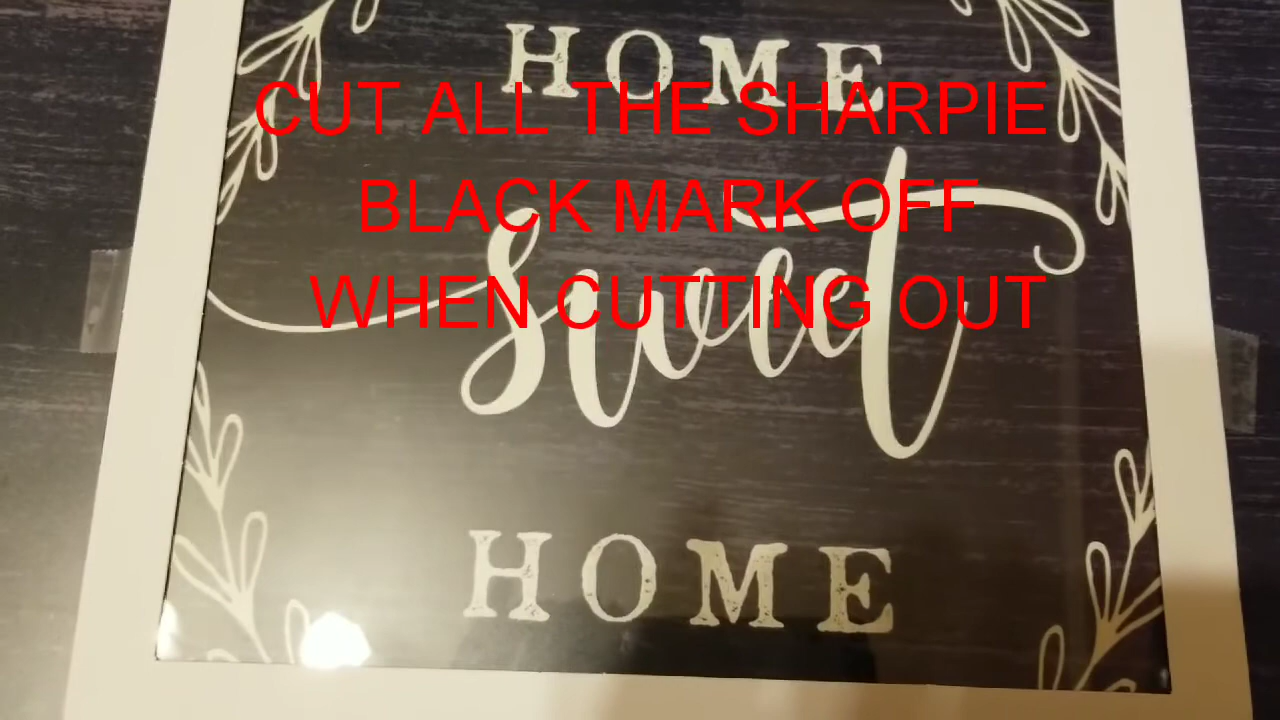 HOME
CUT ALL THE SHARPIE
BLACK MARK OFF
sweet
WHEN CUTTING OUT
HOME